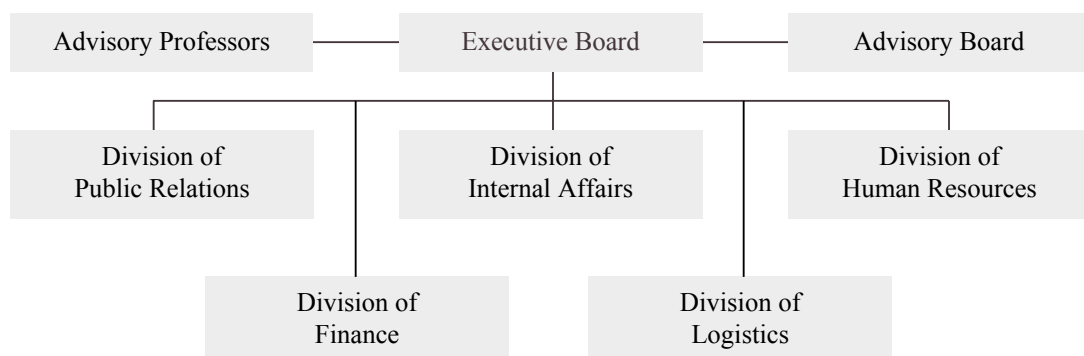 Advisory Professors
Executive Board
Advisory Board
Division of
Public Relations
Division of
Internal Affairs
Division of
Human Resources
Division of
Finance
Division of
Logistics